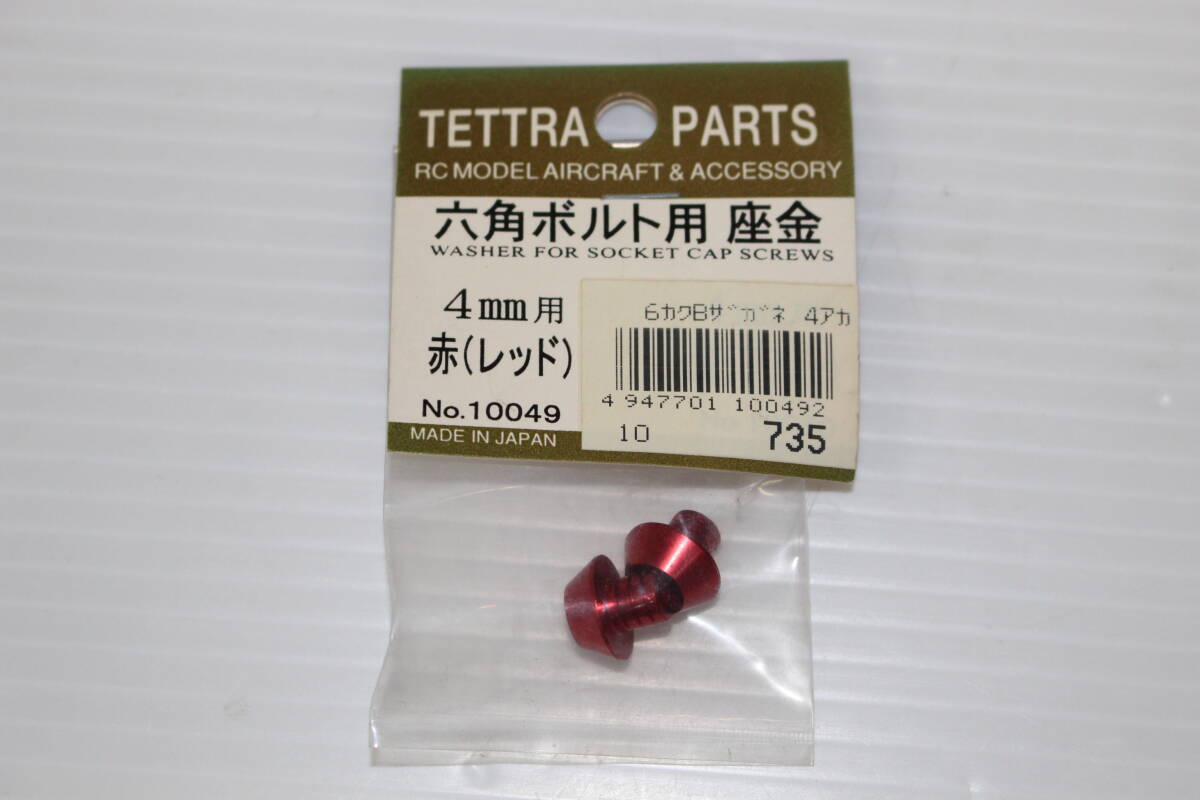 TETTRA PARTS
RC MODEL AIRCRAFT & ACCESSORY
六角ボルト用 座金
WASHER FOR SOCKET CAP SCREWS
4mm用
赤(レッド)
No.10049
MADE IN JAPAN
6カクBザガネ 4アカ
4 947701 100492
10 735